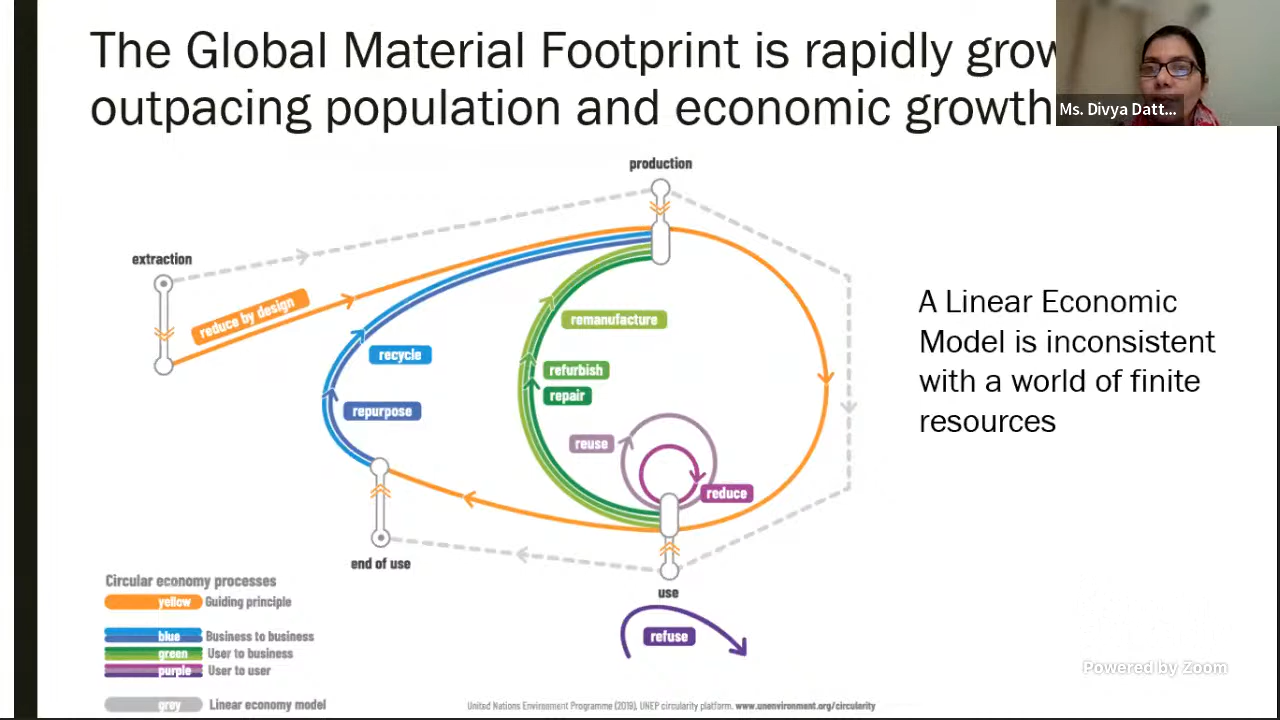 The Global Material Footprint is rapidly grow
outpacing population and economic growth
Ms. Divya Datt...
production
extraction
reduce by design
remanufacture
recycle
refurbish
repair
repurpose
reuse
reduce
end of use
use
refuse
A Linear Economic
Model is inconsistent
with a world of finite
resources
Circular economy processes
yellow Guiding principle
blue Business to business
green User to business
purple User to user
grey Linear economy model
United Nations Environment Programme (2019), UNEP circularity platform. www.unenvironment.org/circularity
Powered by Zoom